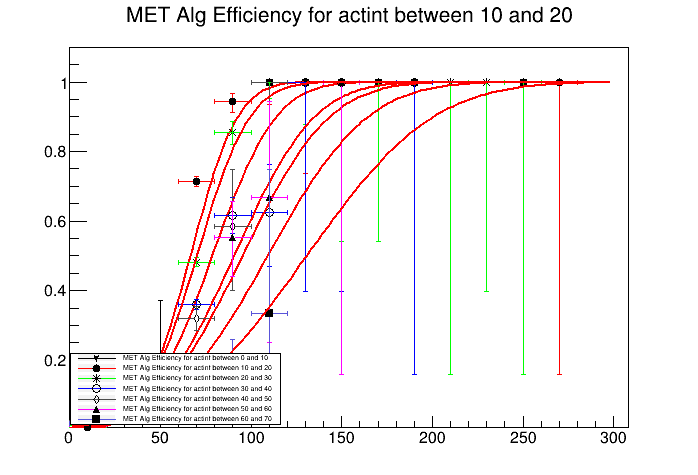 MET Alg Efficiency for actint between 10 and 20
1
0.8
0.6
0.4
0.2
MET Alg Efficiency for actint between 0 and 10
MET Alg Efficiency for actint between 10 and 20
MET Alg Efficiency for actint between 20 and 30
MET Alg Efficiency for actint between 30 and 40
MET Alg Efficiency for actint between 40 and 50
MET Alg Efficiency for actint between 50 and 60
MET Alg Efficiency for actint between 60 and 70
0 50 100 150 200 250 300